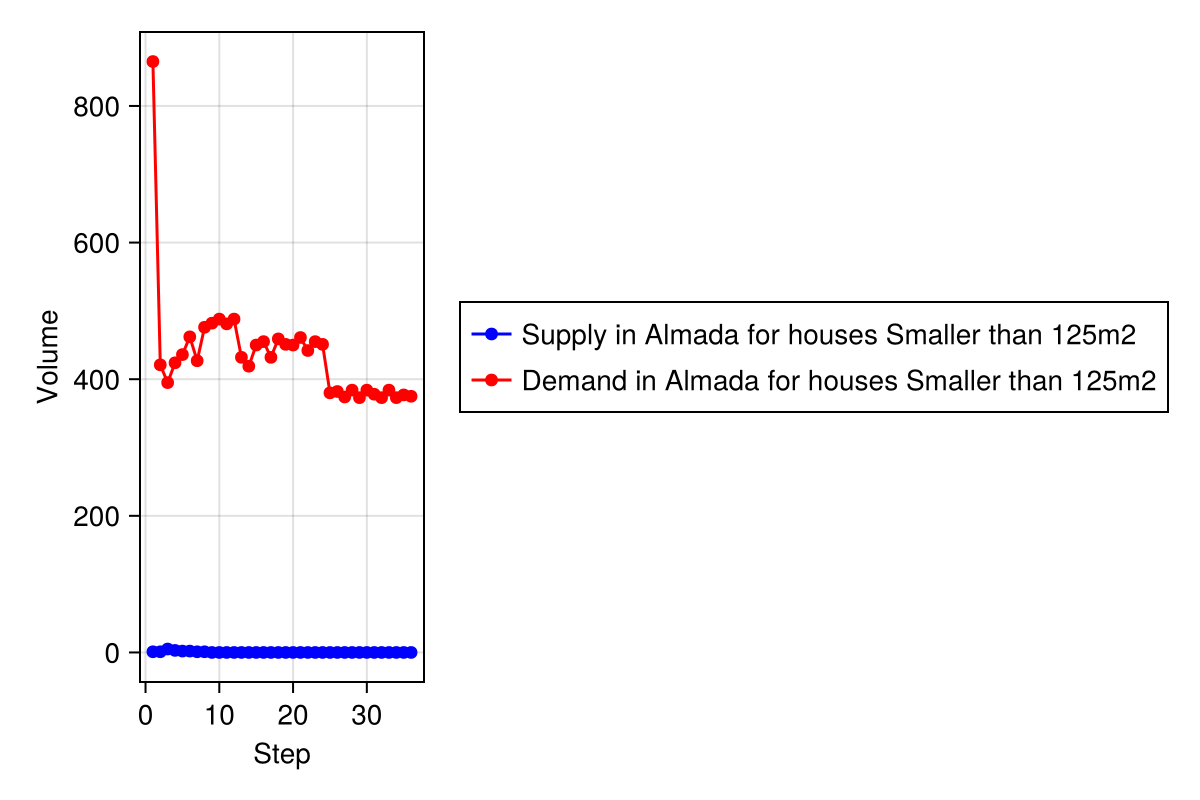 800
600
400
200
0
Volume
0 10 20 30
Step
Supply in Almada for houses Smaller than 125m2
Demand in Almada for houses Smaller than 125m2